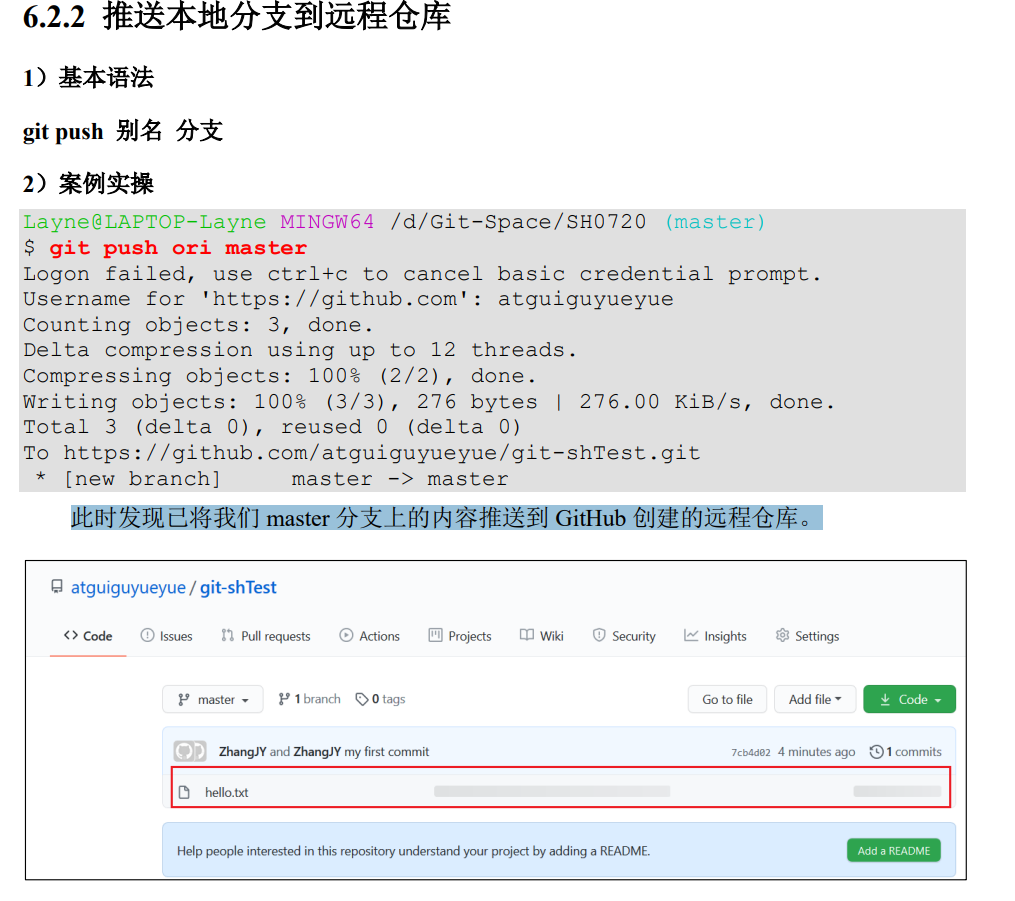 6.2.2 推送本地分支到远程仓库
1）基本语法
git push 别名 分支
2）案例实操
Layne@LAPTOP-Layne MINGW64 /d/Git-Space/SH0720 (master)
$ git push ori master
Logon failed, use ctrl+c to cancel basic credential prompt.
Username for 'https://github.com': atguiguyueyue
Counting objects: 3, done.
Delta compression using up to 12 threads.
Compressing objects: 100% (2/2), done.
Writing objects: 100% (3/3), 276 bytes | 276.00 KiB/s, done.
Total 3 (delta 0), reused 0 (delta 0)
To https://github.com/atguiguyueyue/git-shTest.git
 * [new branch]      master -> master
此时发现已将我们 master 分支上的内容推送到 GitHub 创建的远程仓库。
atguiguyueyue / git-shTest
<> Code Issues Pull requests Actions Projects Wiki Security Insights Settings
master 1 branch 0 tags Go to file Add file Code
ZhangJY and ZhangJY my first commit 7cb4d02 4 minutes ago 1 commits
hello.txt
Help people interested in this repository understand your project by adding a README. Add a README